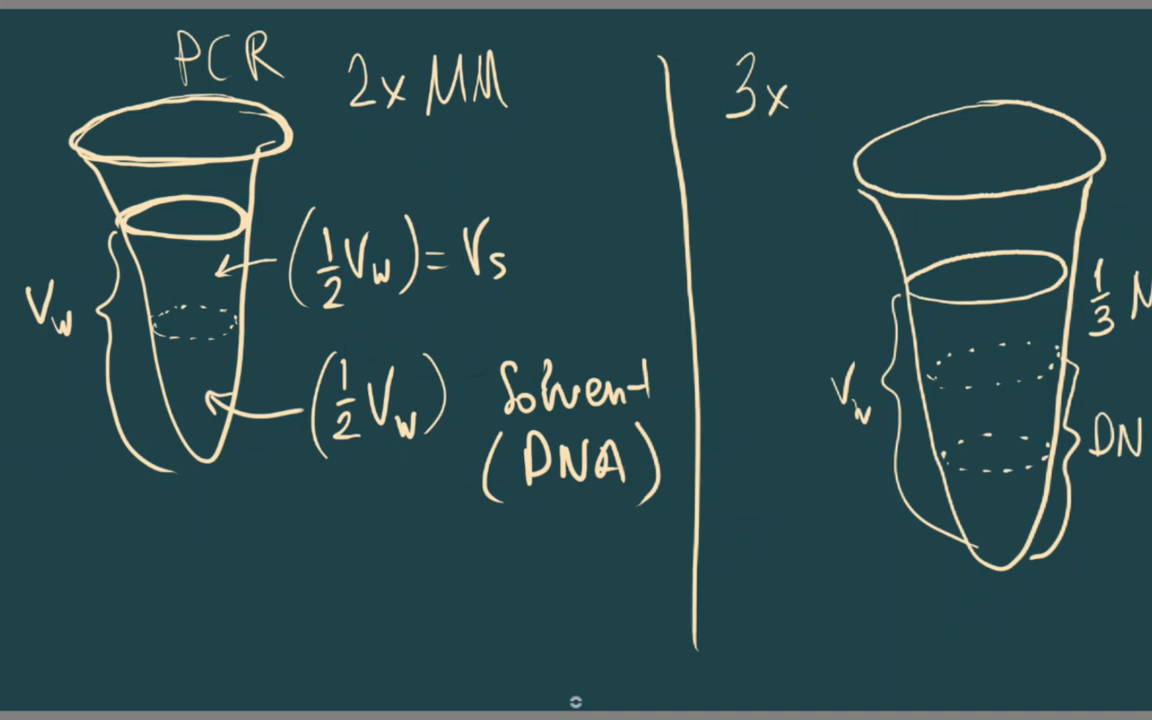 PCR
2x MM
(1/2 Vw) = Vs
Vw
(1/2 Vw) Solvent
(DNA)
3x
1/3 M
Vw
DN